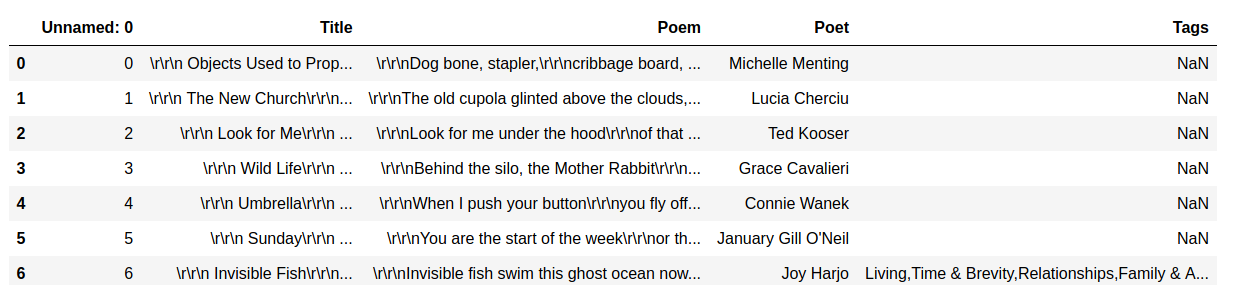 Unnamed: 0 Title Poem Poet Tags
0 0 \r\r\n Objects Used to Prop... \r\r\nDog bone, stapler,\r\r\ncribbage board, ... Michelle Menting NaN
1 1 \r\r\n The New Church\r\r\n... \r\r\nThe old cupola glinted above the clouds,... Lucia Cherciu NaN
2 2 \r\r\n Look for Me\r\r\n ... \r\r\nLook for me under the hood\r\r\nof that ... Ted Kooser NaN
3 3 \r\r\n Wild Life\r\r\n ... \r\r\nBehind the silo, the Mother Rabbit\r\r\n... Grace Cavalieri NaN
4 4 \r\r\n Umbrella\r\r\n ... \r\r\nWhen I push your button\r\r\nyou fly off... Connie Wanek NaN
5 5 \r\r\n Sunday\r\r\n ... \r\r\nYou are the start of the week\r\r\nor th... January Gill O'Neil NaN
6 6 \r\r\n Invisible Fish\r\r\n... \r\r\nInvisible fish swim this ghost ocean now... Joy Harjo Living,Time & Brevity,Relationships,Family & A...